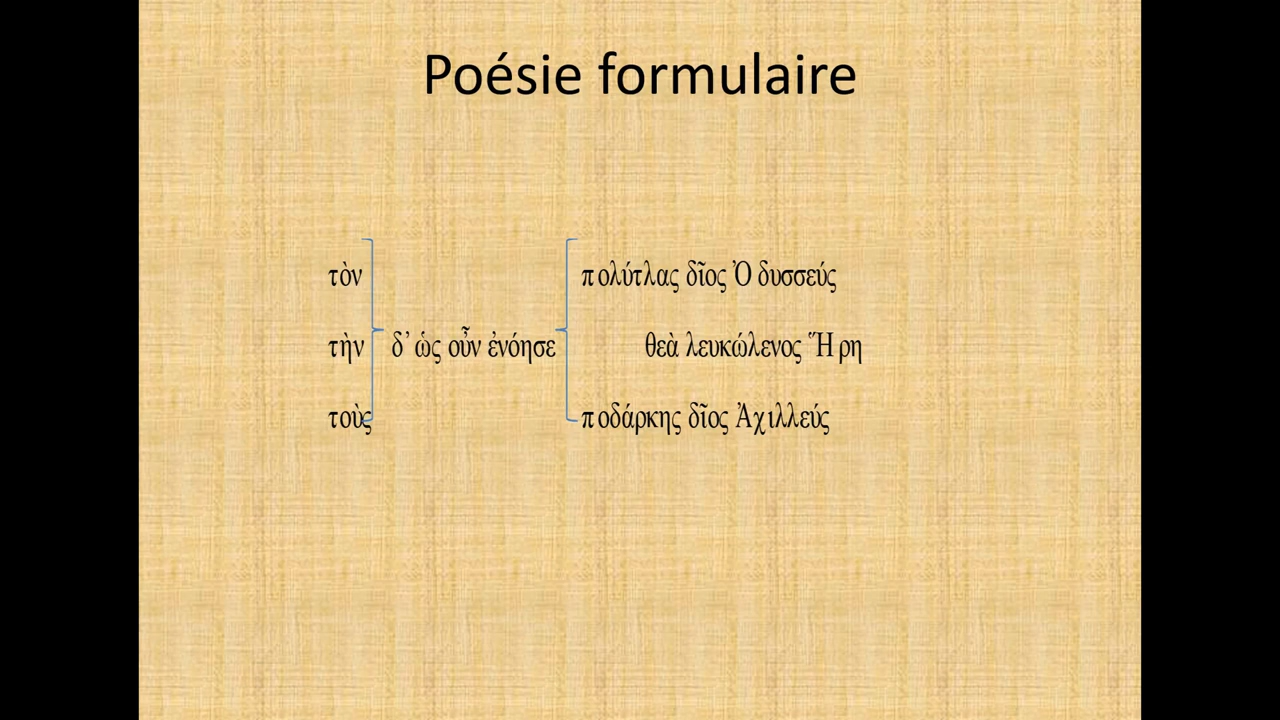 Poésie formulaire
τὸν πολύτλας δῖος Ὀδυσσεύς
τὴν δ᾽ ὡς οὖν ἐνόησε θεὰ λευκώλενος Ἥρη
τοὺς ποδάρκης δῖος Ἀχιλλεύς